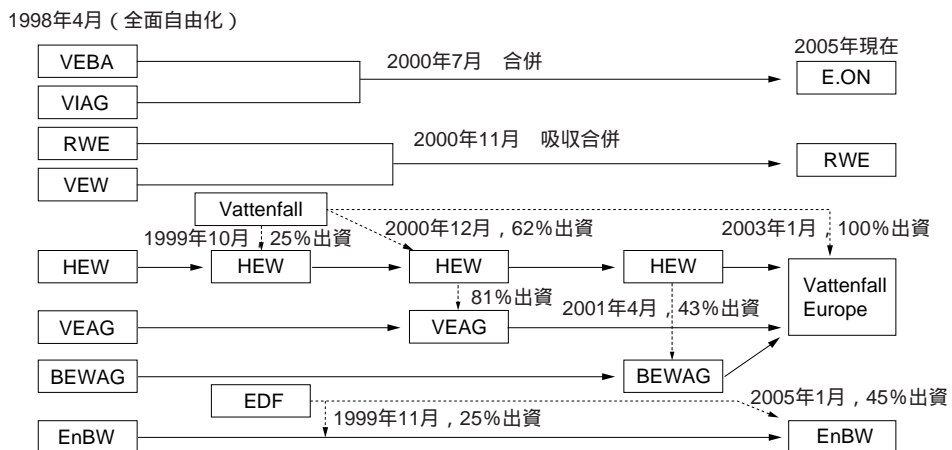 1998年4月（全面自由化）
2005年現在
VEBA
2000年7月　合併
E.ON
VIAG
RWE
2000年11月　吸収合併
RWE
VEW
Vattenfall
1999年10月，25%出資
2000年12月，62%出資
2003年1月，100%出資
HEW
HEW
HEW
HEW
Vattenfall
Europe
81%出資
2001年4月，43%出資
VEAG
VEAG
BEWAG
BEWAG
EDF
1999年11月，25%出資
2005年1月，45%出資
EnBW
EnBW